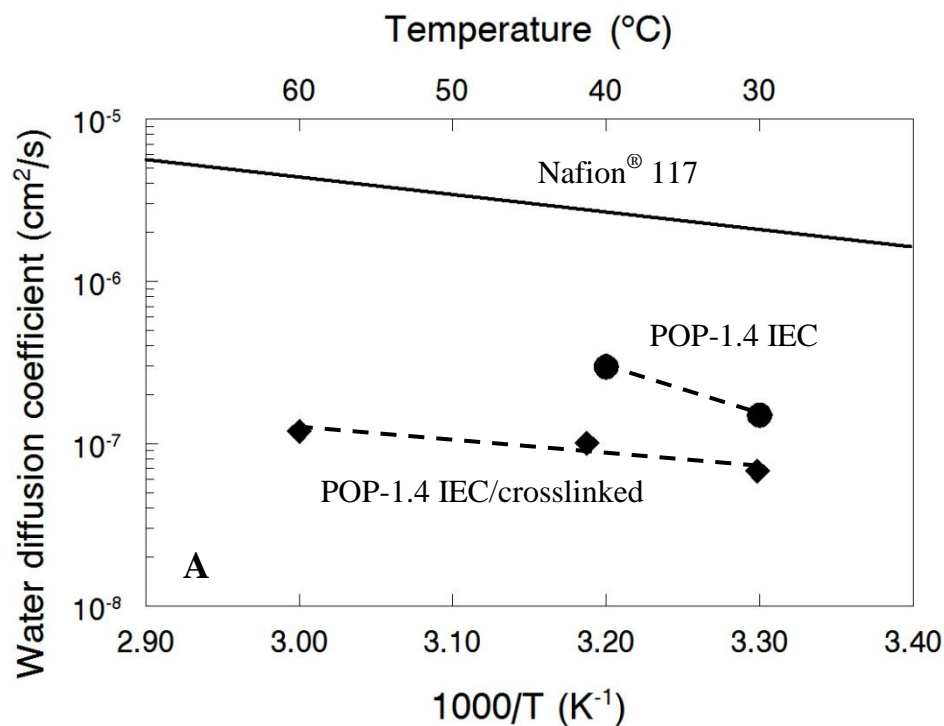 Temperature (°C)
60 50 40 30
10⁻⁵
Nafion® 117
10⁻⁶
POP-1.4 IEC
10⁻⁷
POP-1.4 IEC/crosslinked
A
10⁻⁸
2.90 3.00 3.10 3.20 3.30 3.40
1000/T (K⁻¹)
Water diffusion coefficient (cm²/s)